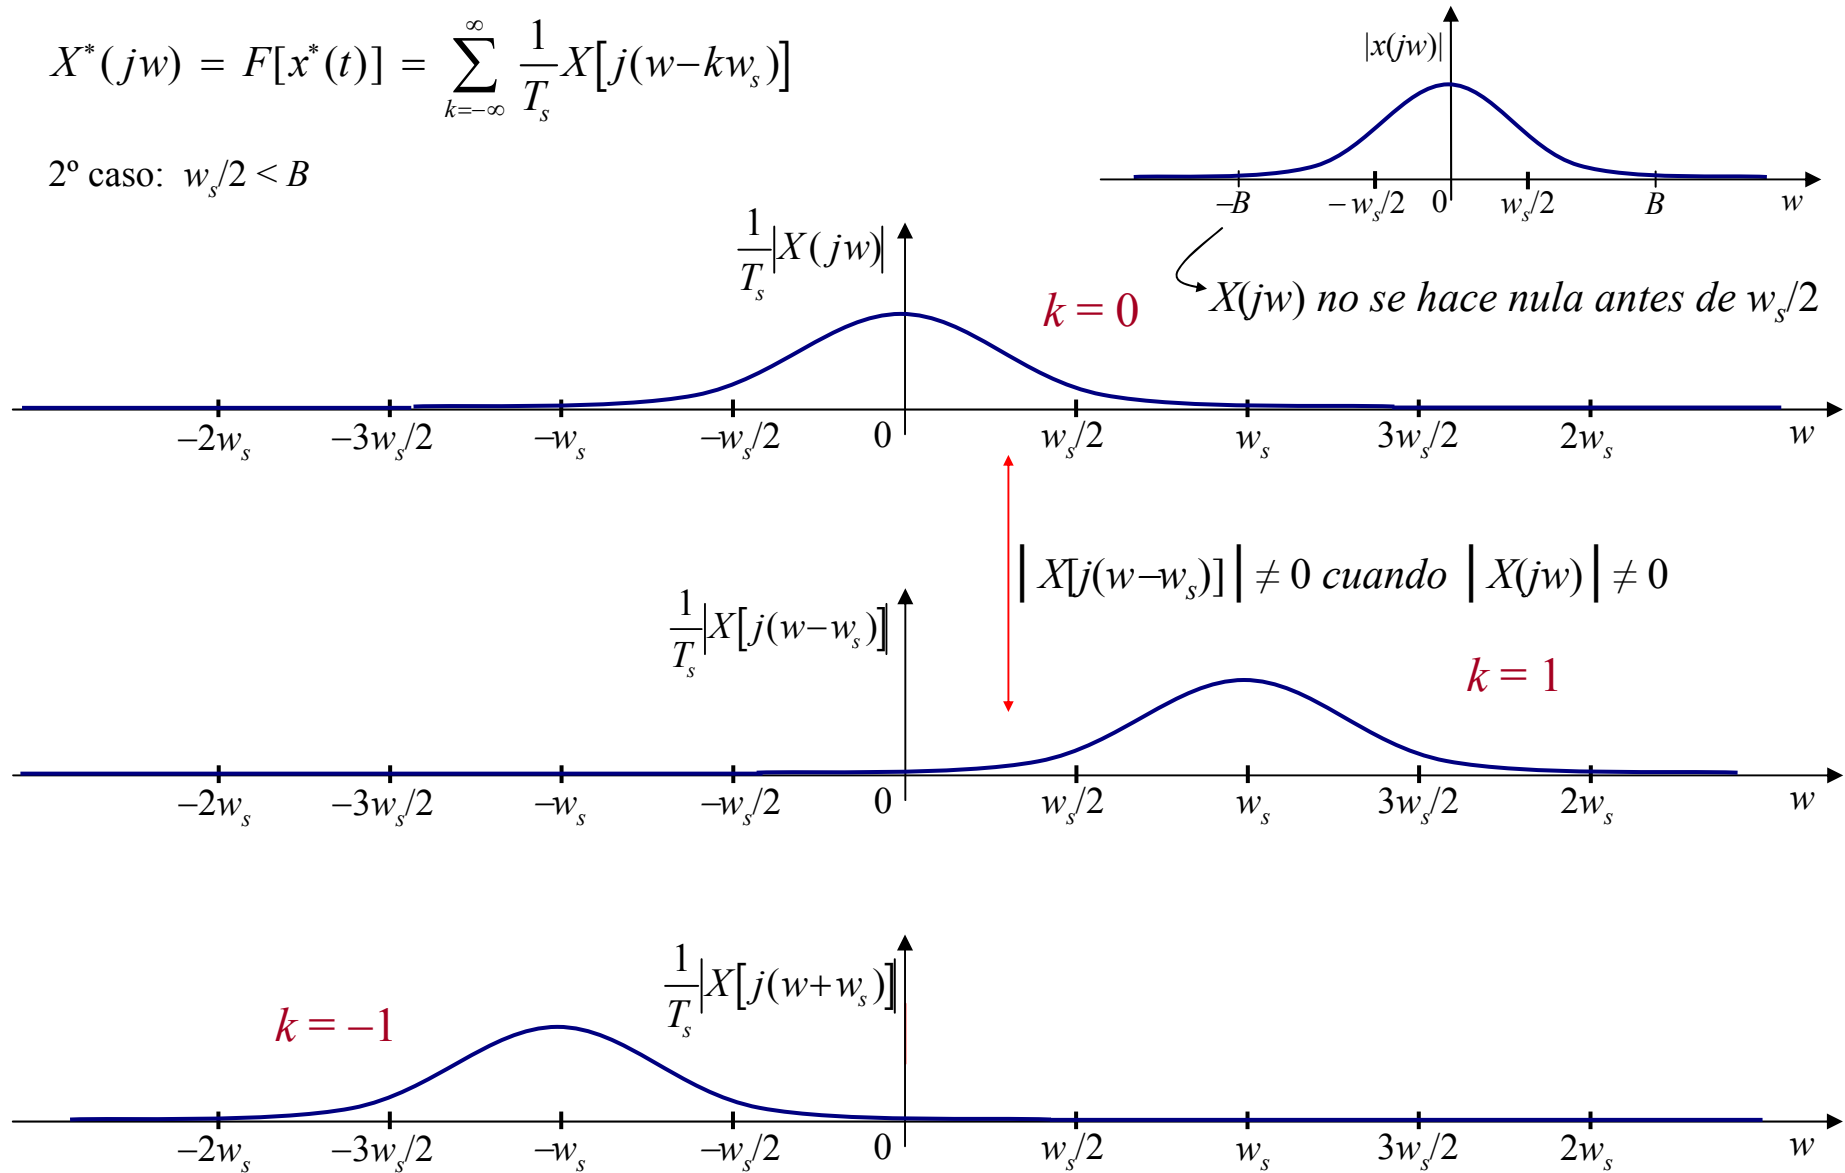 X*(jw) = F[x*(t)] = ∑_{k=−∞}^{∞} 1/T_s X[j(w−kw_s)]
2º caso: w_s/2 < B
|x(jw)|
−B −w_s/2 0 w_s/2 B w
X(jw) no se hace nula antes de w_s/2
1/T_s |X(jw)|
k = 0
−2w_s −3w_s/2 −w_s −w_s/2 0 w_s/2 w_s 3w_s/2 2w_s w
|X[j(w−w_s)]| ≠ 0 cuando |X(jw)| ≠ 0
1/T_s |X[j(w−w_s)]|
k = 1
−2w_s −3w_s/2 −w_s −w_s/2 0 w_s/2 w_s 3w_s/2 2w_s w
1/T_s |X[j(w+w_s)]|
k = −1
−2w_s −3w_s/2 −w_s −w_s/2 0 w_s/2 w_s 3w_s/2 2w_s w